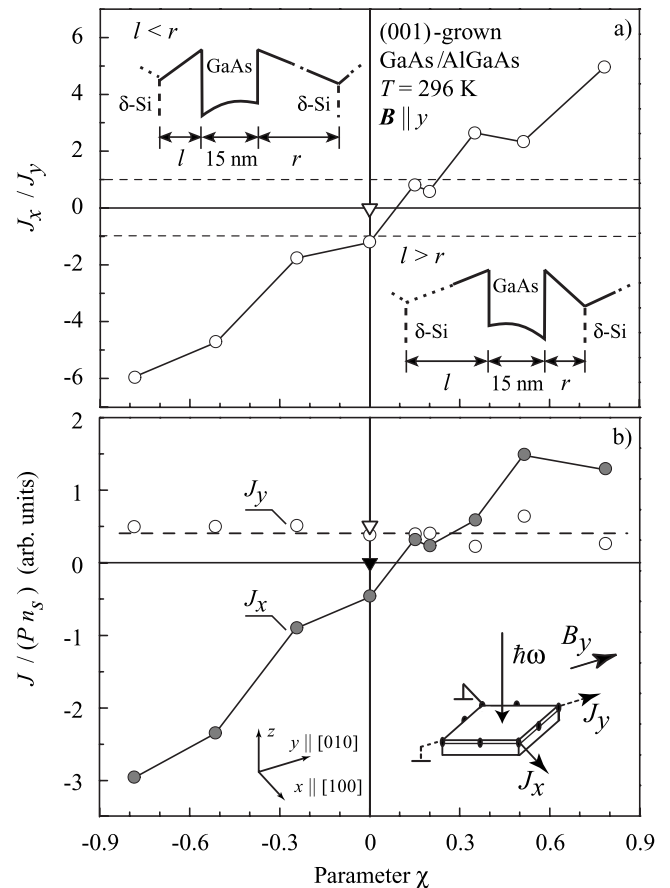 6
4
2
0
-2
-4
-6
J_x / J_y
l < r
GaAs
δ-Si
δ-Si
l
15 nm
r
(001)-grown
GaAs /AlGaAs
T = 296 K
B || y
a)
l > r
GaAs
δ-Si
δ-Si
l
15 nm
r
2
1
0
-1
-2
-3
J / (P n_s) (arb. units)
b)
J_y
J_x
z
y || [010]
x || [100]
ħω
B_y
J_y
J_x
-0.9
-0.6
-0.3
0
0.3
0.6
0.9
Parameter χ